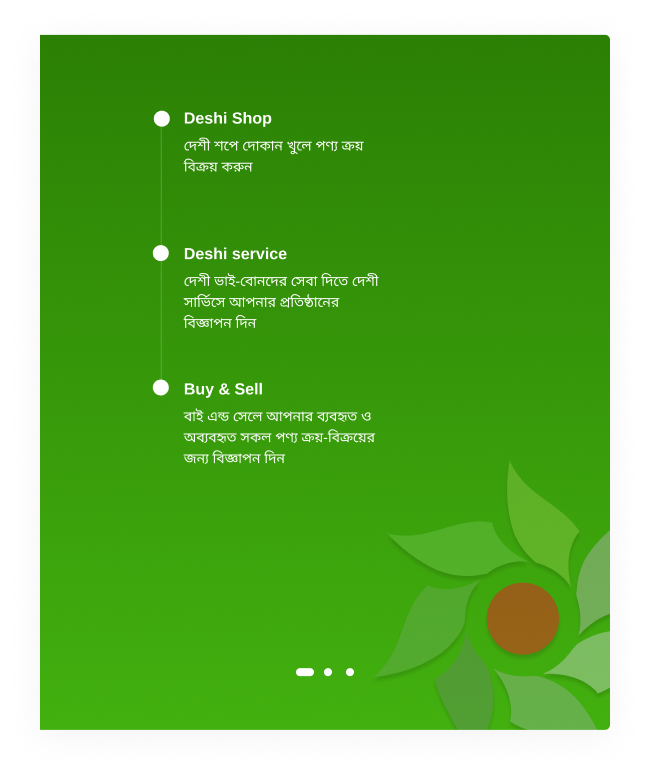 Deshi Shop
দেশী শপে দোকান খুলে পণ্য ক্রয়
বিক্রয় করুন
Deshi service
দেশী ভাই-বোনদের সেবা দিতে দেশী
সার্ভিসে আপনার প্রতিষ্ঠানের
বিজ্ঞাপন দিন
Buy & Sell
বাই এন্ড সেলে আপনার ব্যবহৃত ও
অব্যবহৃত সকল পণ্য ক্রয়-বিক্রয়ের
জন্য বিজ্ঞাপন দিন